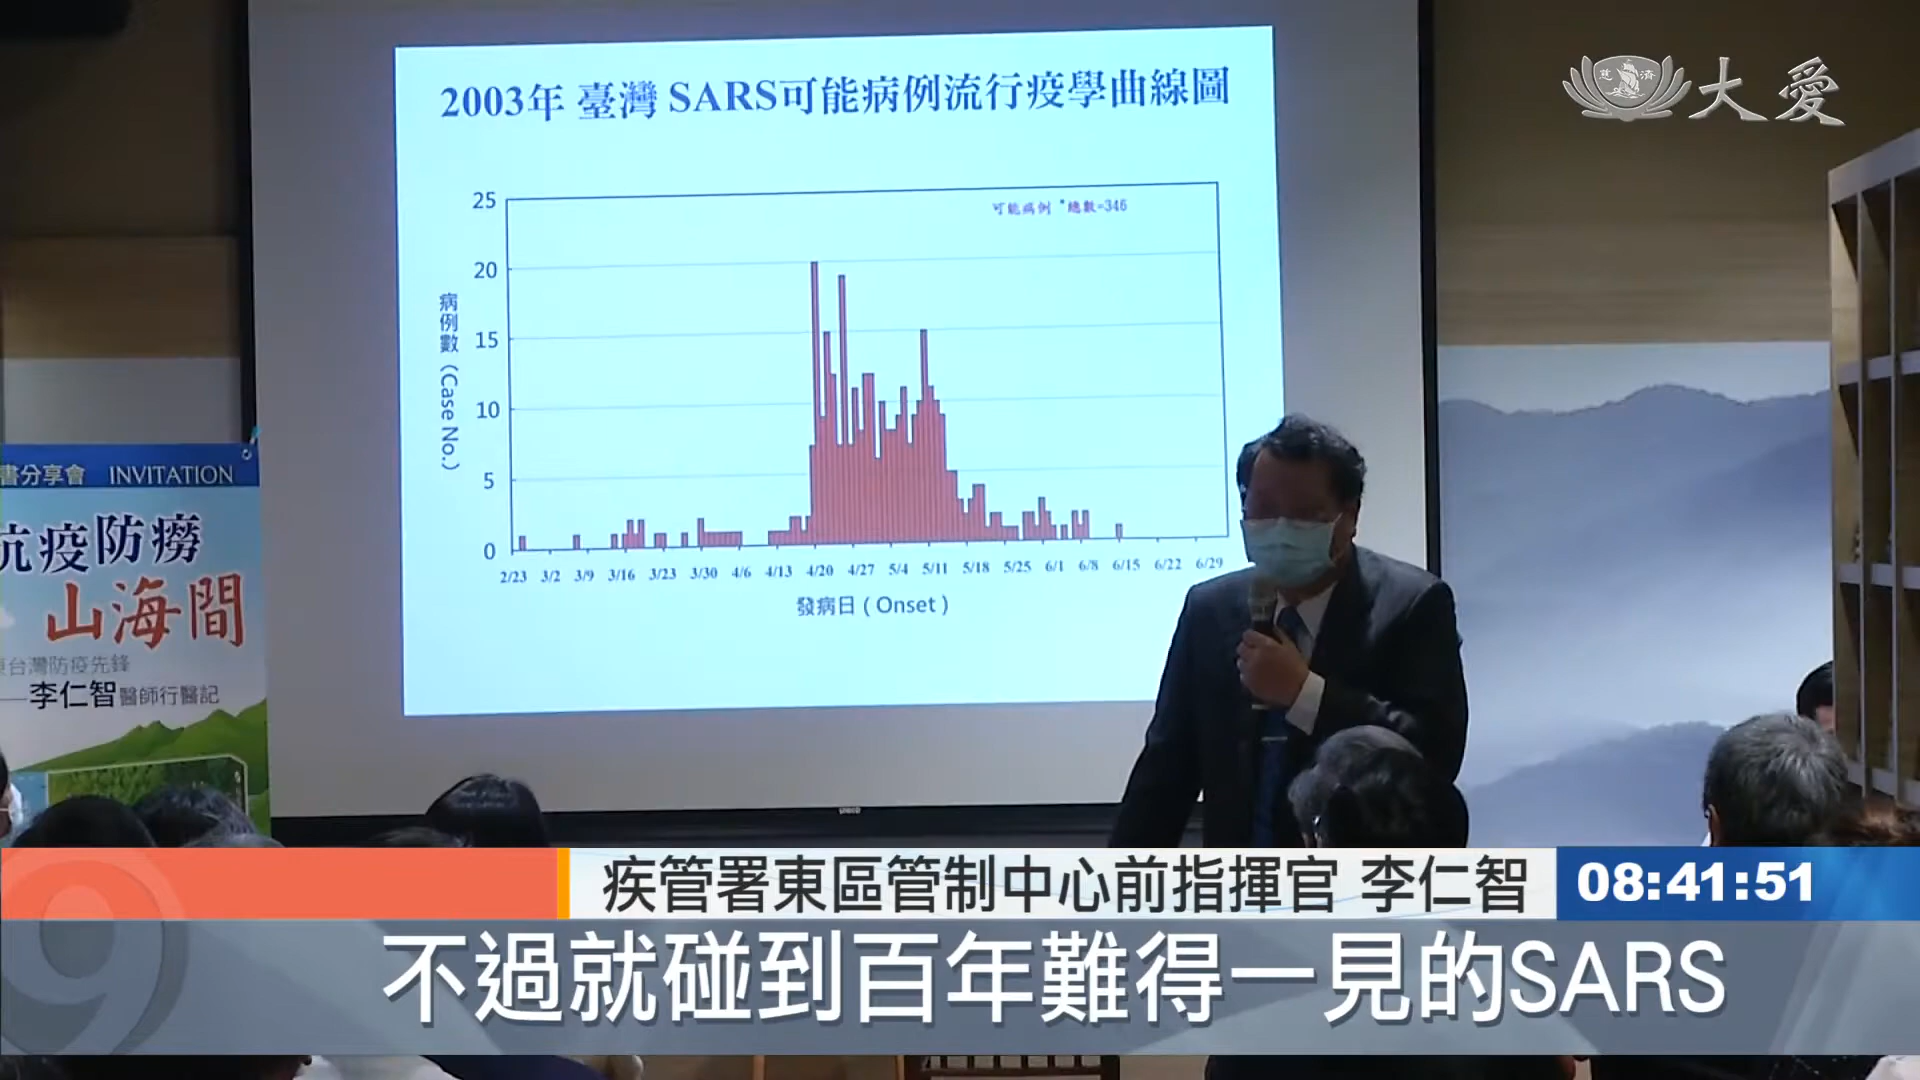 2003年 臺灣 SARS可能病例流行疫學曲線圖
慈濟 大愛
可能病例 *總數=346
病例數 (Case No.)
25
20
15
10
5
0
2/23 3/2 3/9 3/16 3/23 3/30 4/6 4/13 4/20 4/27 5/4 5/11 5/18 5/25 6/1 6/8 6/15 6/22 6/29
發病日 ( Onset )
書分享會 INVITATION
抗疫防癆
山海間
東台灣防疫先鋒
——李仁智醫師行醫記
疾管署東區管制中心前指揮官 李仁智
08:41:51
不過就碰到百年難得一見的SARS